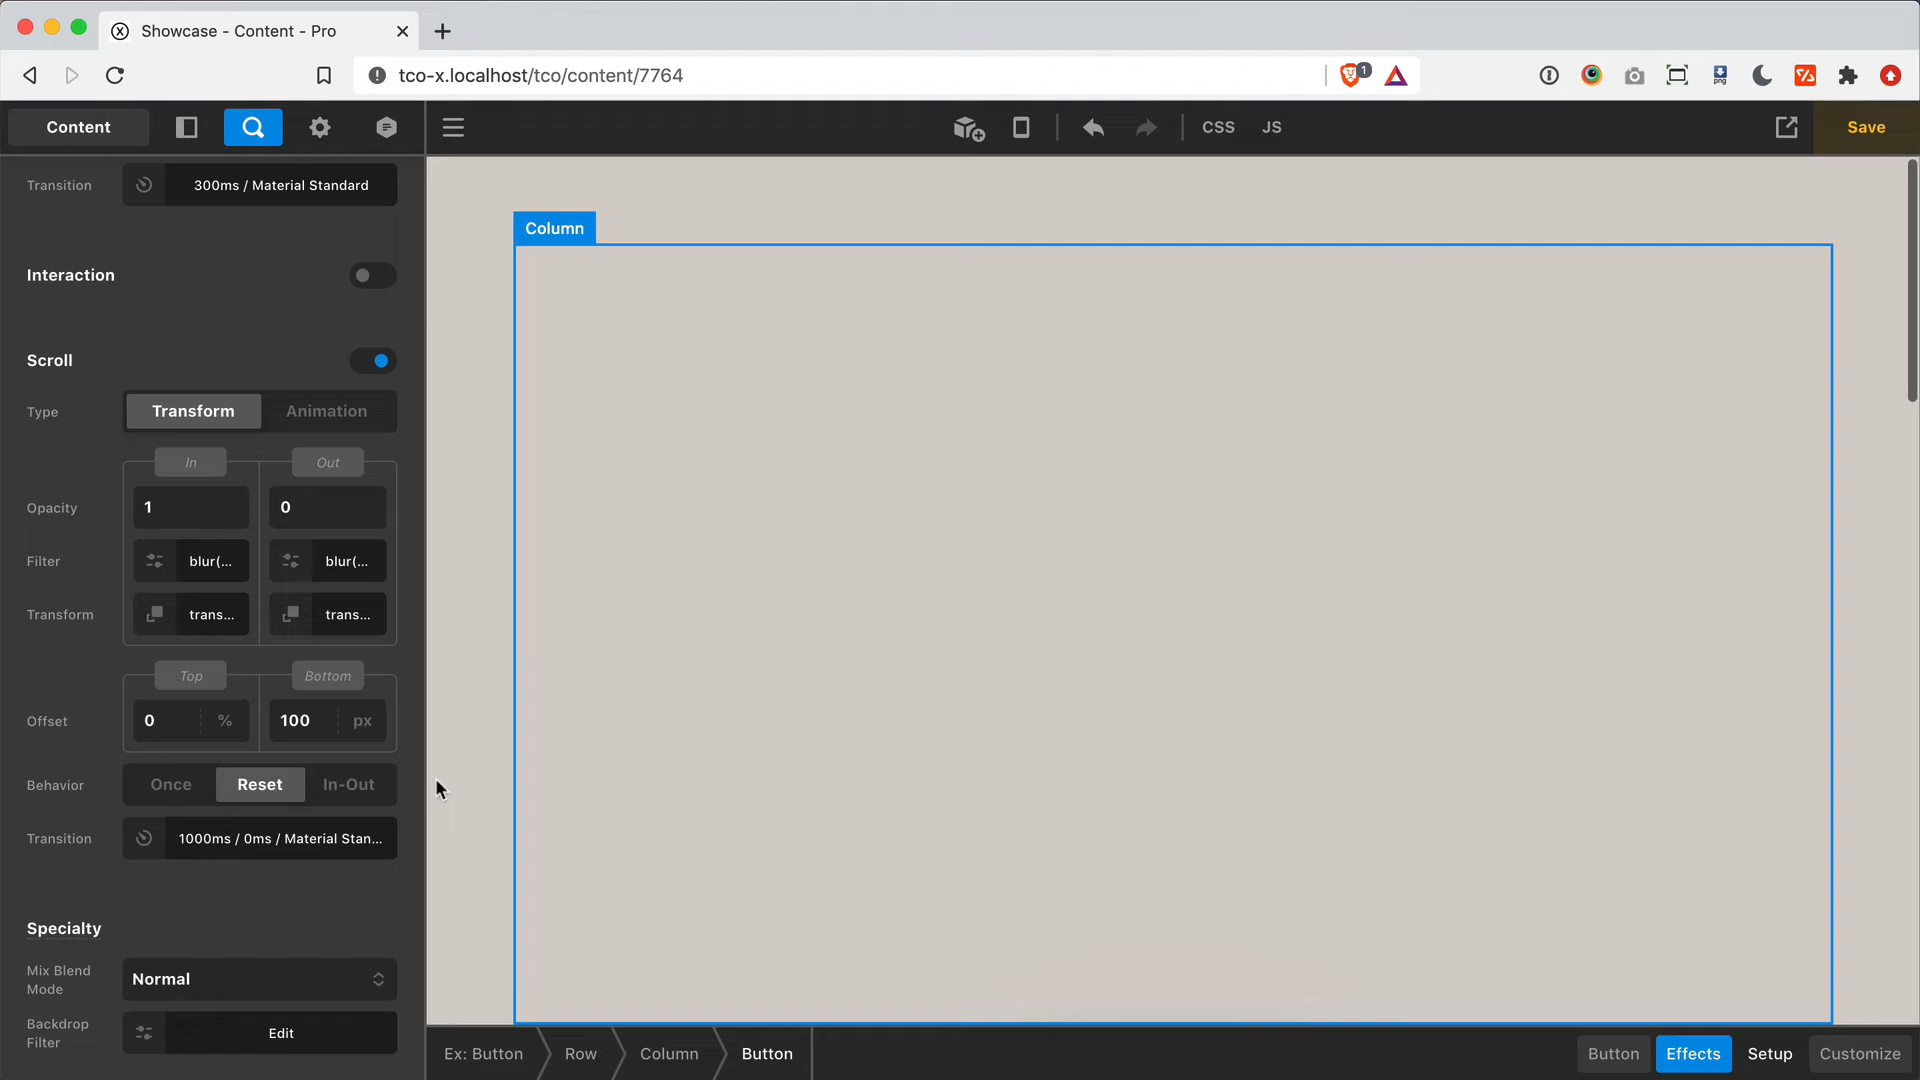 Showcase - Content - Pro
tco-x.localhost/tco/content/7764
1
png
Content
CSS
JS
Save
Transition
300ms / Material Standard
Column
Interaction
Scroll
Type
Transform
Animation
In
Out
Opacity
1
0
Filter
blur(...
blur(...
Transform
trans...
trans...
Top
Bottom
Offset
0 %
100 px
Behavior
Once
Reset
In-Out
Transition
1000ms / 0ms / Material Stan...
Specialty
Mix Blend
Mode
Normal
Backdrop
Filter
Edit
Ex: Button
Row
Column
Button
Button
Effects
Setup
Customize